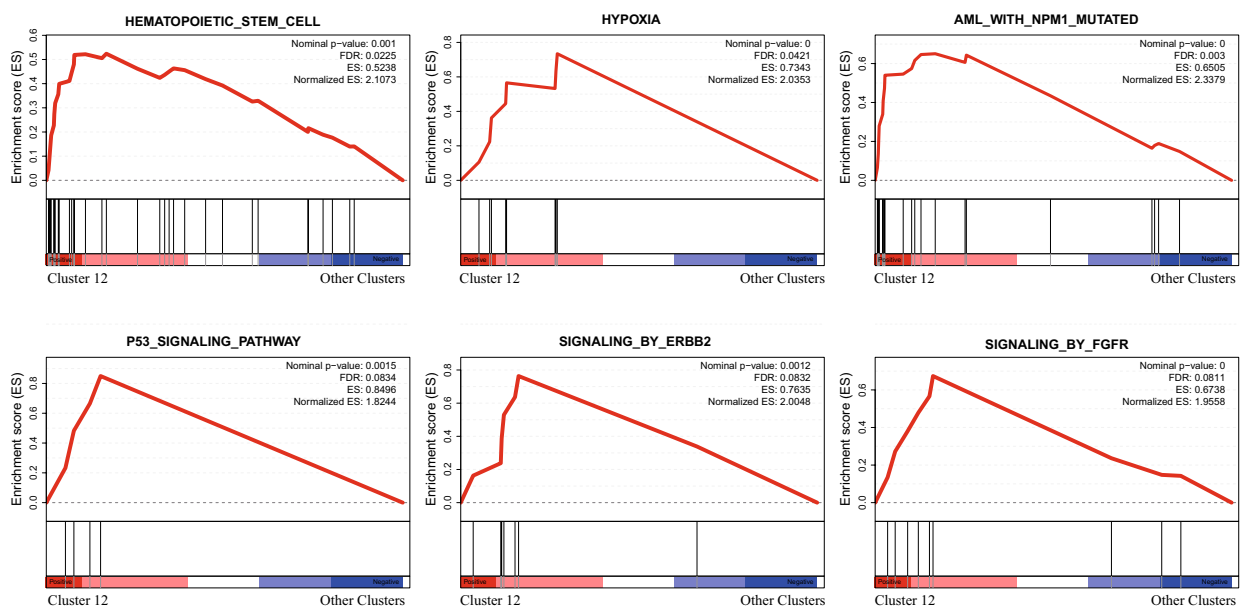 HEMATOPOIETIC_STEM_CELL
Enrichment score (ES)
0.0 0.1 0.2 0.3 0.4 0.5 0.6
Nominal p−value: 0.001
FDR: 0.0225
ES: 0.5238
Normalized ES: 2.1073
Positive Negative
Cluster 12 Other Clusters
HYPOXIA
Enrichment score (ES)
0.0 0.2 0.4 0.6 0.8
Nominal p−value: 0
FDR: 0.0421
ES: 0.7343
Normalized ES: 2.0353
Positive Negative
Cluster 12 Other Clusters
AML_WITH_NPM1_MUTATED
Enrichment score (ES)
0.0 0.2 0.4 0.6
Nominal p−value: 0
FDR: 0.003
ES: 0.6505
Normalized ES: 2.3379
Positive Negative
Cluster 12 Other Clusters
P53_SIGNALING_PATHWAY
Enrichment score (ES)
0.0 0.2 0.4 0.6 0.8
Nominal p−value: 0.0015
FDR: 0.0834
ES: 0.8496
Normalized ES: 1.8244
Positive Negative
Cluster 12 Other Clusters
SIGNALING_BY_ERBB2
Enrichment score (ES)
0.0 0.2 0.4 0.6 0.8
Nominal p−value: 0.0012
FDR: 0.0832
ES: 0.7635
Normalized ES: 2.0048
Positive Negative
Cluster 12 Other Clusters
SIGNALING_BY_FGFR
Enrichment score (ES)
0.0 0.2 0.4 0.6
Nominal p−value: 0
FDR: 0.0811
ES: 0.6738
Normalized ES: 1.9558
Positive Negative
Cluster 12 Other Clusters